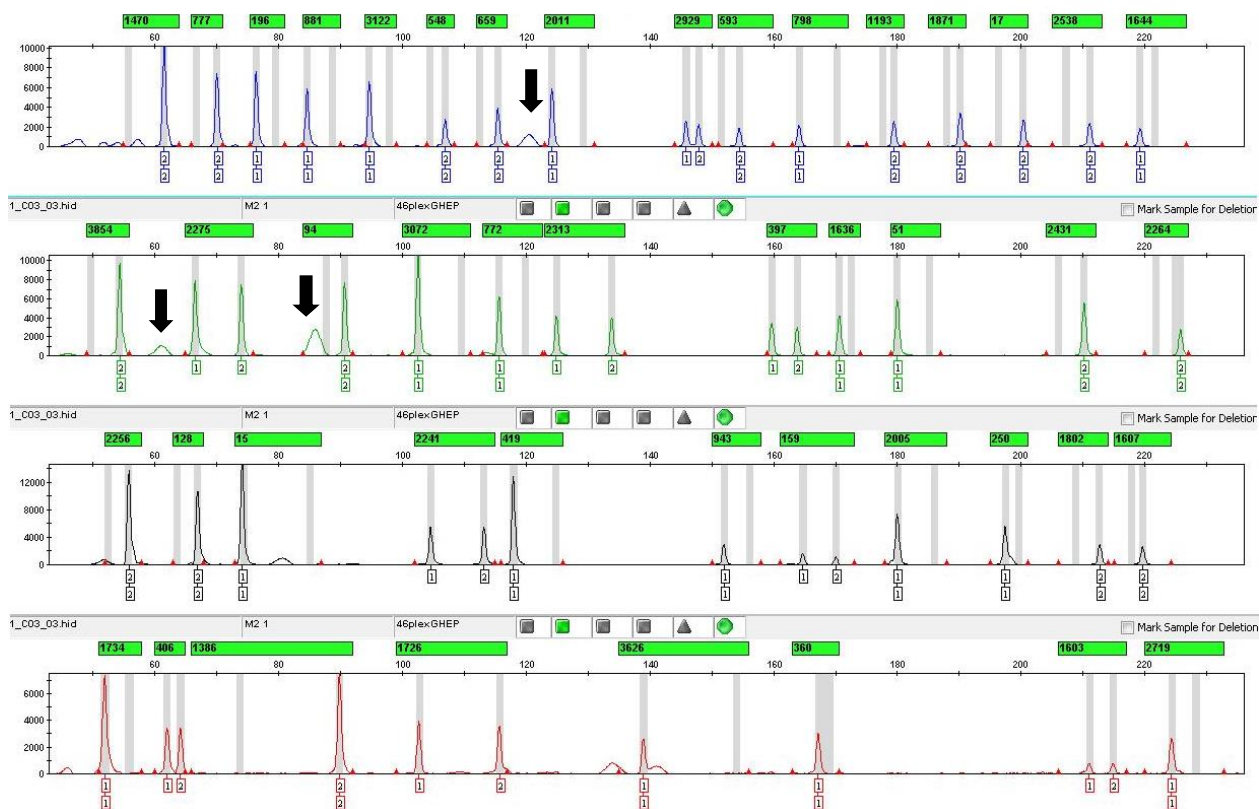 1470 777 196 881 3122 548 659 2011 2929 593 798 1193 1871 17 2538 1644
60 80 100 120 140 160 180 200 220
10000
8000
6000
4000
2000
0
2 2 1 1 1 2 2 1 1 2 2 1 2 2 2 2 1
2 2 1 1 1 2 2 1 2 1 2 2 2 2 1
1_C03_03.hid M2 1 46plexGHEP Mark Sample for Deletion
3854 2275 94 3072 772 2313 397 1636 51 2431 2264
60 80 100 120 140 160 180 200 220
10000
8000
6000
4000
2000
0
2 1 2 2 1 1 1 2 1 2 1 1 2 2
2 2 1 1 1 1 2 2
1_C03_03.hid M2 1 46plexGHEP Mark Sample for Deletion
2256 128 15 2241 419 943 159 2005 250 1802 1607
60 80 100 120 140 160 180 200 220
12000
8000
4000
0
2 2 1 1 2 1 1 1 2 1 1 2 2
2 2 1 1 1 1 1 2 2
1_C03_03.hid M2 1 46plexGHEP Mark Sample for Deletion
1734 406 1386 1726 3626 360 1603 2719
60 80 100 120 140 160 180 200 220
6000
4000
2000
0
1 1 2 2 1 2 1 1 1 2 1
1 2 1 1 1